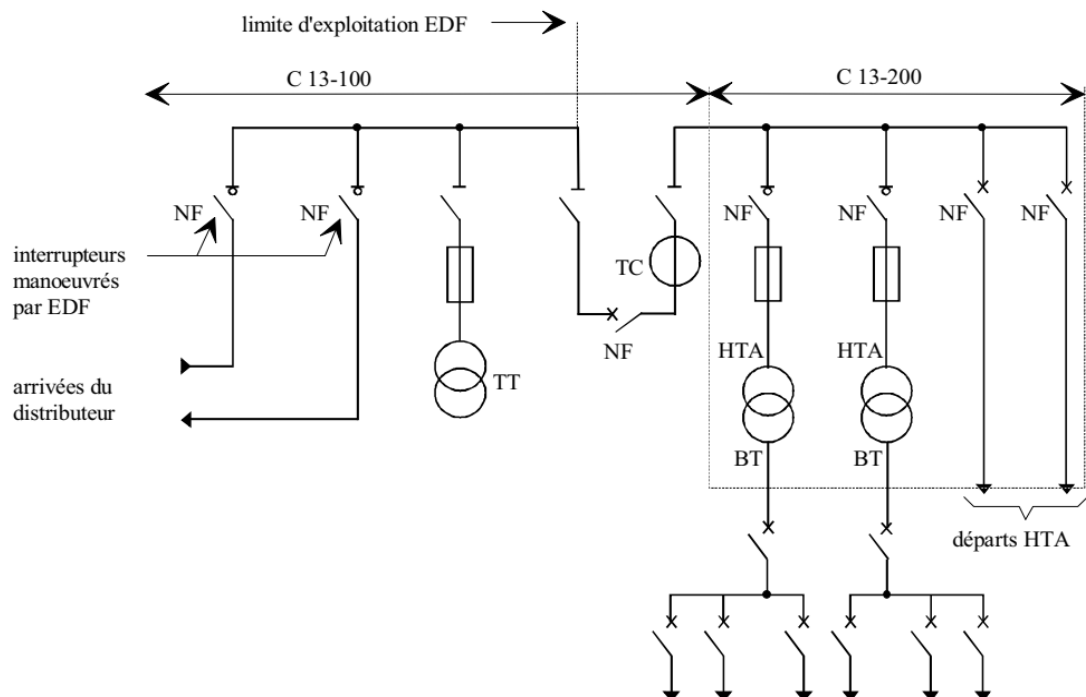 limite d'exploitation EDF
C 13-100
C 13-200
NF
NF
NF
NF
NF
NF
interrupteurs
manoeuvrés
par EDF
TC
NF
HTA
HTA
arrivées du
distributeur
TT
BT
BT
départs HTA